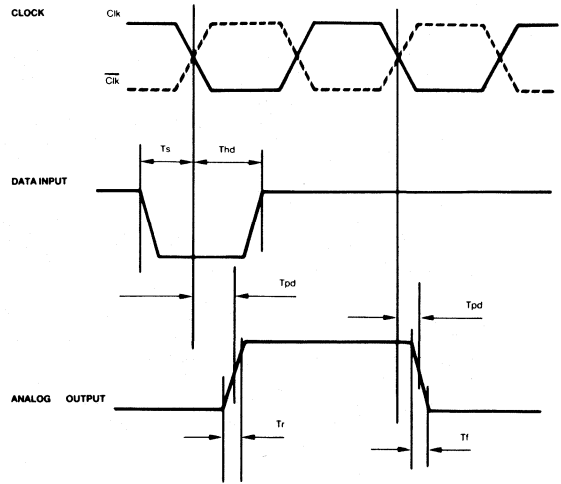 CLOCK
Clk
Clk
Ts
Thd
DATA INPUT
Tpd
Tpd
ANALOG OUTPUT
Tr
Tf